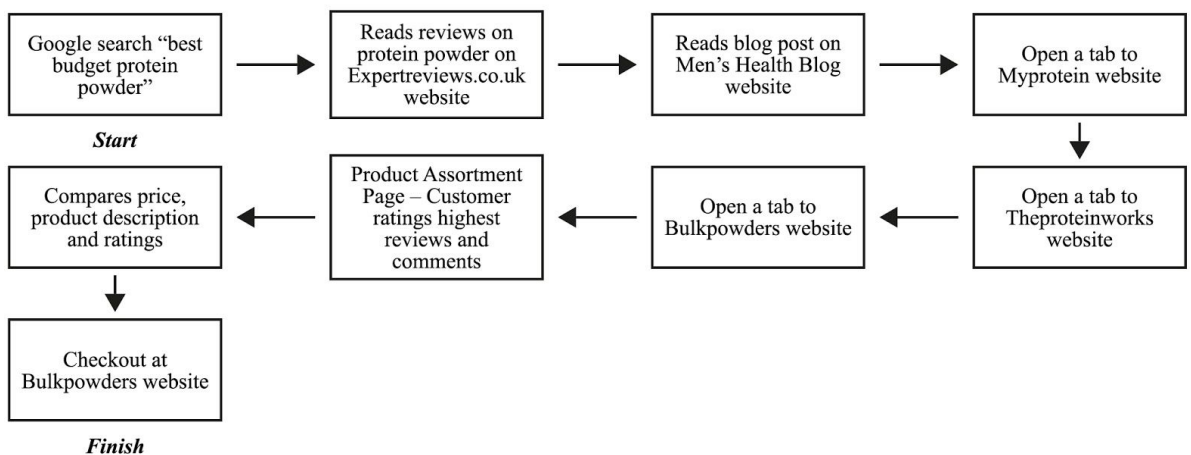 Google search “best
budget protein
powder”
Start
Reads reviews on
protein powder on
Expertreviews.co.uk
website
Reads blog post on
Men’s Health Blog
website
Open a tab to
Myprotein website
Open a tab to
Theproteinworks
website
Open a tab to
Bulkpowders website
Product Assortment
Page – Customer
ratings highest
reviews and
comments
Compares price,
product description
and ratings
Checkout at
Bulkpowders website
Finish